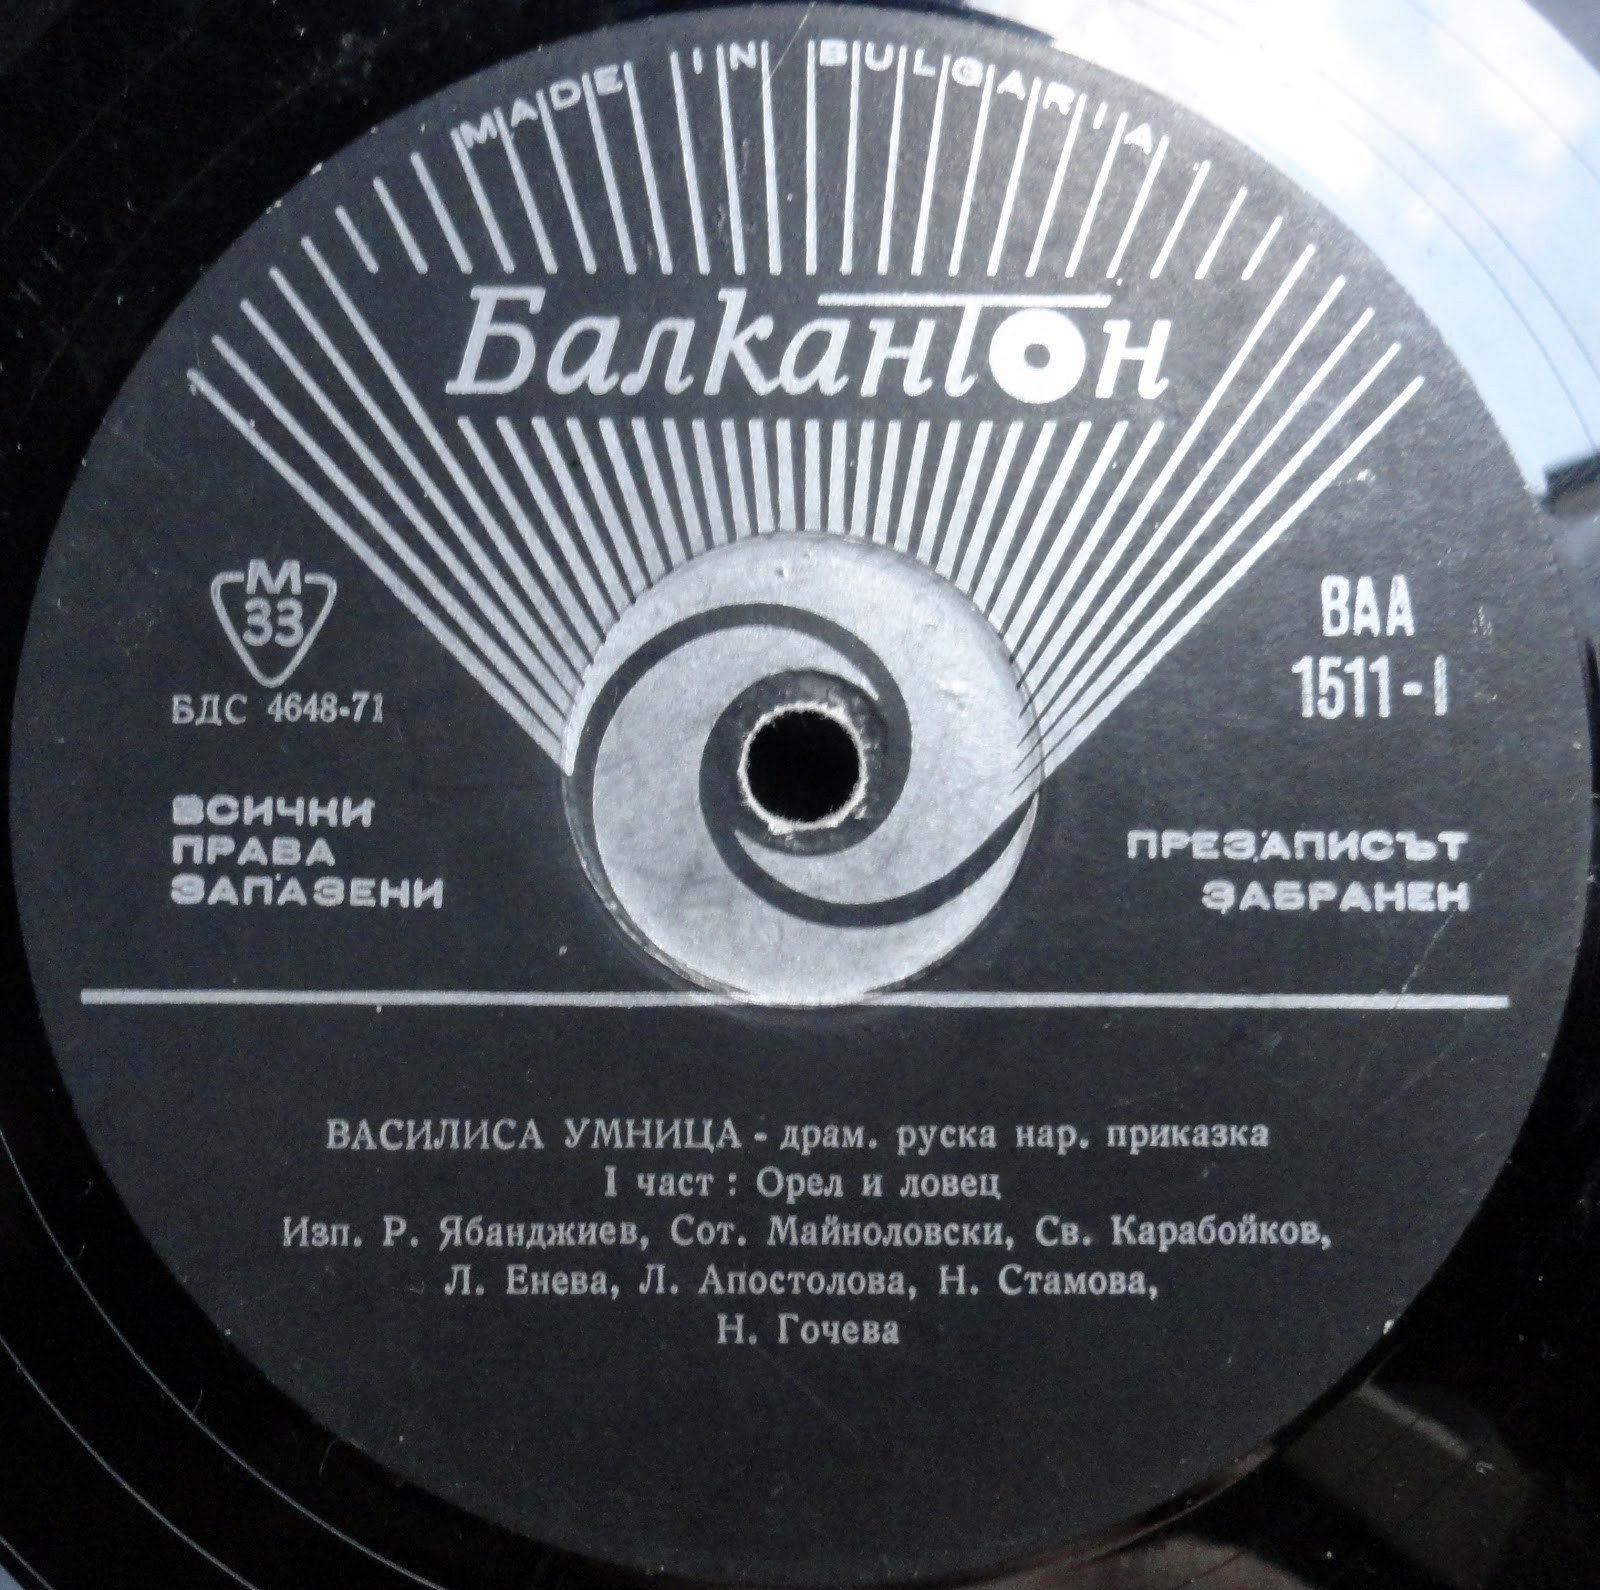 MADE IN BULGARIA
Балкантон
М
33
БДС 4648-71
ВАА
1511-I
ВСИЧКИ
ПРАВА
ЗАПАЗЕНИ
ПРЕЗАПИСЪТ
ЗАБРАНЕН
ВАСИЛИСА УМНИЦА - драм. руска нар. приказка
I част : Орел и ловец
Изп. Р. Ябанджиев, Сот. Майноловски, Св. Карабойков,
Л. Енева, Л. Апостолова, Н. Стамова,
Н. Гочева